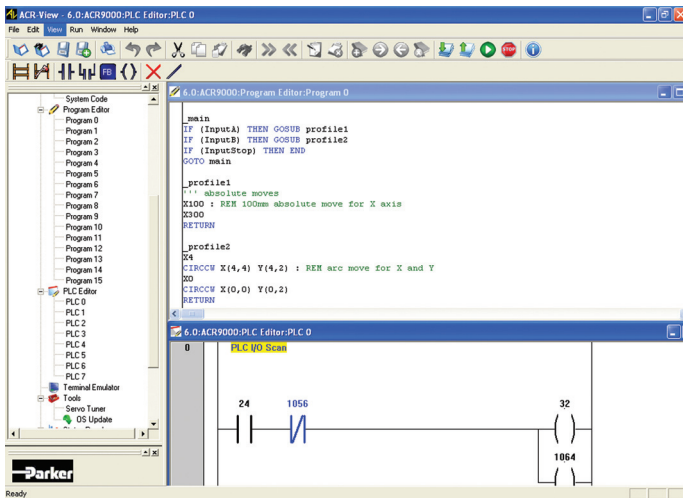 ACR-View - 6.0:ACR9000:PLC Editor:PLC 0
File Edit View Run Window Help
FB
STOP
System Code
Program Editor
Program 0
Program 1
Program 2
Program 3
Program 4
Program 5
Program 6
Program 7
Program 8
Program 9
Program 10
Program 11
Program 12
Program 13
Program 14
Program 15
PLC Editor
PLC 0
PLC 1
PLC 2
PLC 3
PLC 4
PLC 5
PLC 6
PLC 7
Terminal Emulator
Tools
Servo Tuner
OS Update
Parker
Ready
6.0:ACR9000:Program Editor:Program 0
_main
IF (InputA) THEN GOSUB profile1
IF (InputB) THEN GOSUB profile2
IF (InputStop) THEN END
GOTO main
_profile1
''' absolute moves
X100 : REM 100mm absolute move for X axis
X300
RETURN
_profile2
X4
CIRCCW X(4,4) Y(4,2) : REM arc move for X and Y
X0
CIRCCW X(0,0) Y(0,2)
RETURN
6.0:ACR9000:PLC Editor:PLC 0
0 PLC I/O Scan
24 1056 32
1064